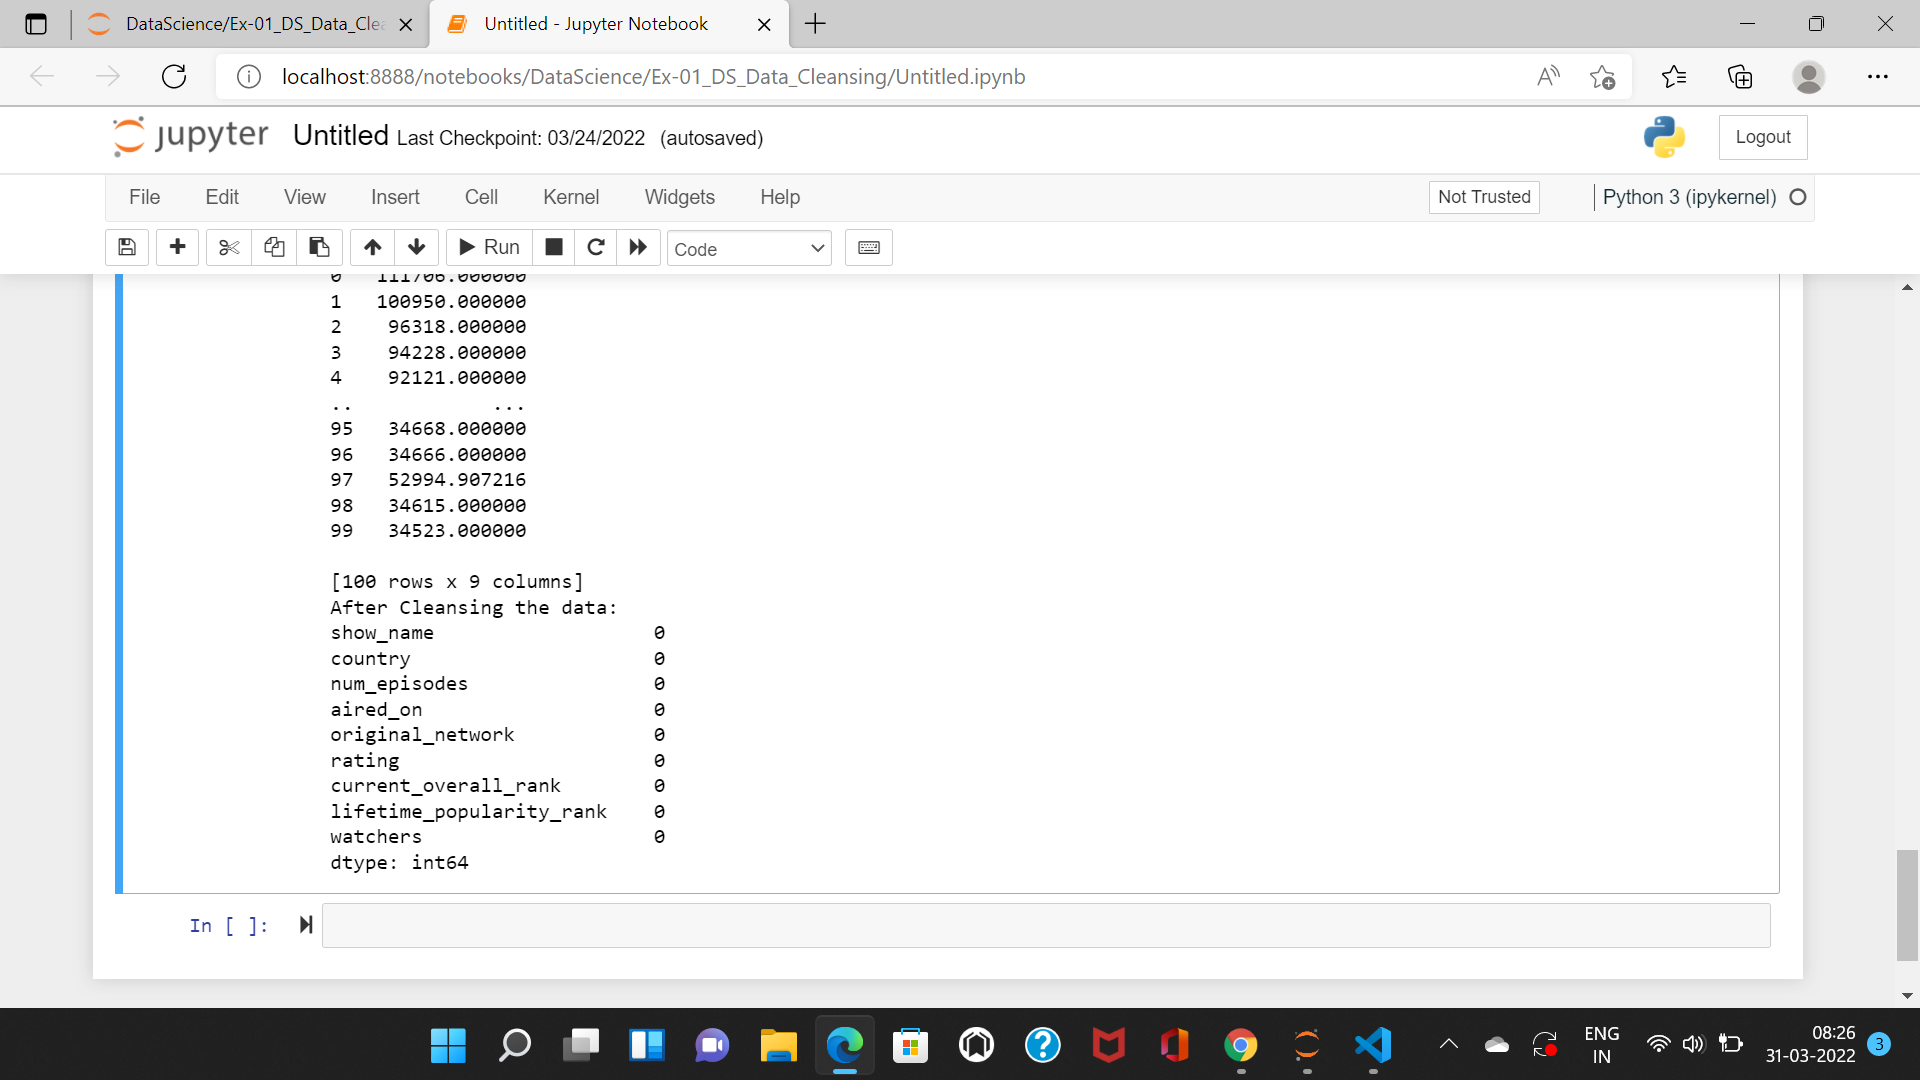 DataScience/Ex-01_DS_Data_Clea
Untitled - Jupyter Notebook
localhost:8888/notebooks/DataScience/Ex-01_DS_Data_Cleansing/Untitled.ipynb
jupyter Untitled Last Checkpoint: 03/24/2022 (autosaved)
Logout
File Edit View Insert Cell Kernel Widgets Help
Not Trusted
Python 3 (ipykernel)
Run
Code
0 111706.000000
1 100950.000000
2 96318.000000
3 94228.000000
4 92121.000000
.. ...
95 34668.000000
96 34666.000000
97 52994.907216
98 34615.000000
99 34523.000000
[100 rows x 9 columns]
After Cleansing the data:
show_name 0
country 0
num_episodes 0
aired_on 0
original_network 0
rating 0
current_overall_rank 0
lifetime_popularity_rank 0
watchers 0
dtype: int64
In [ ]:
ENG
IN
08:26
31-03-2022
3